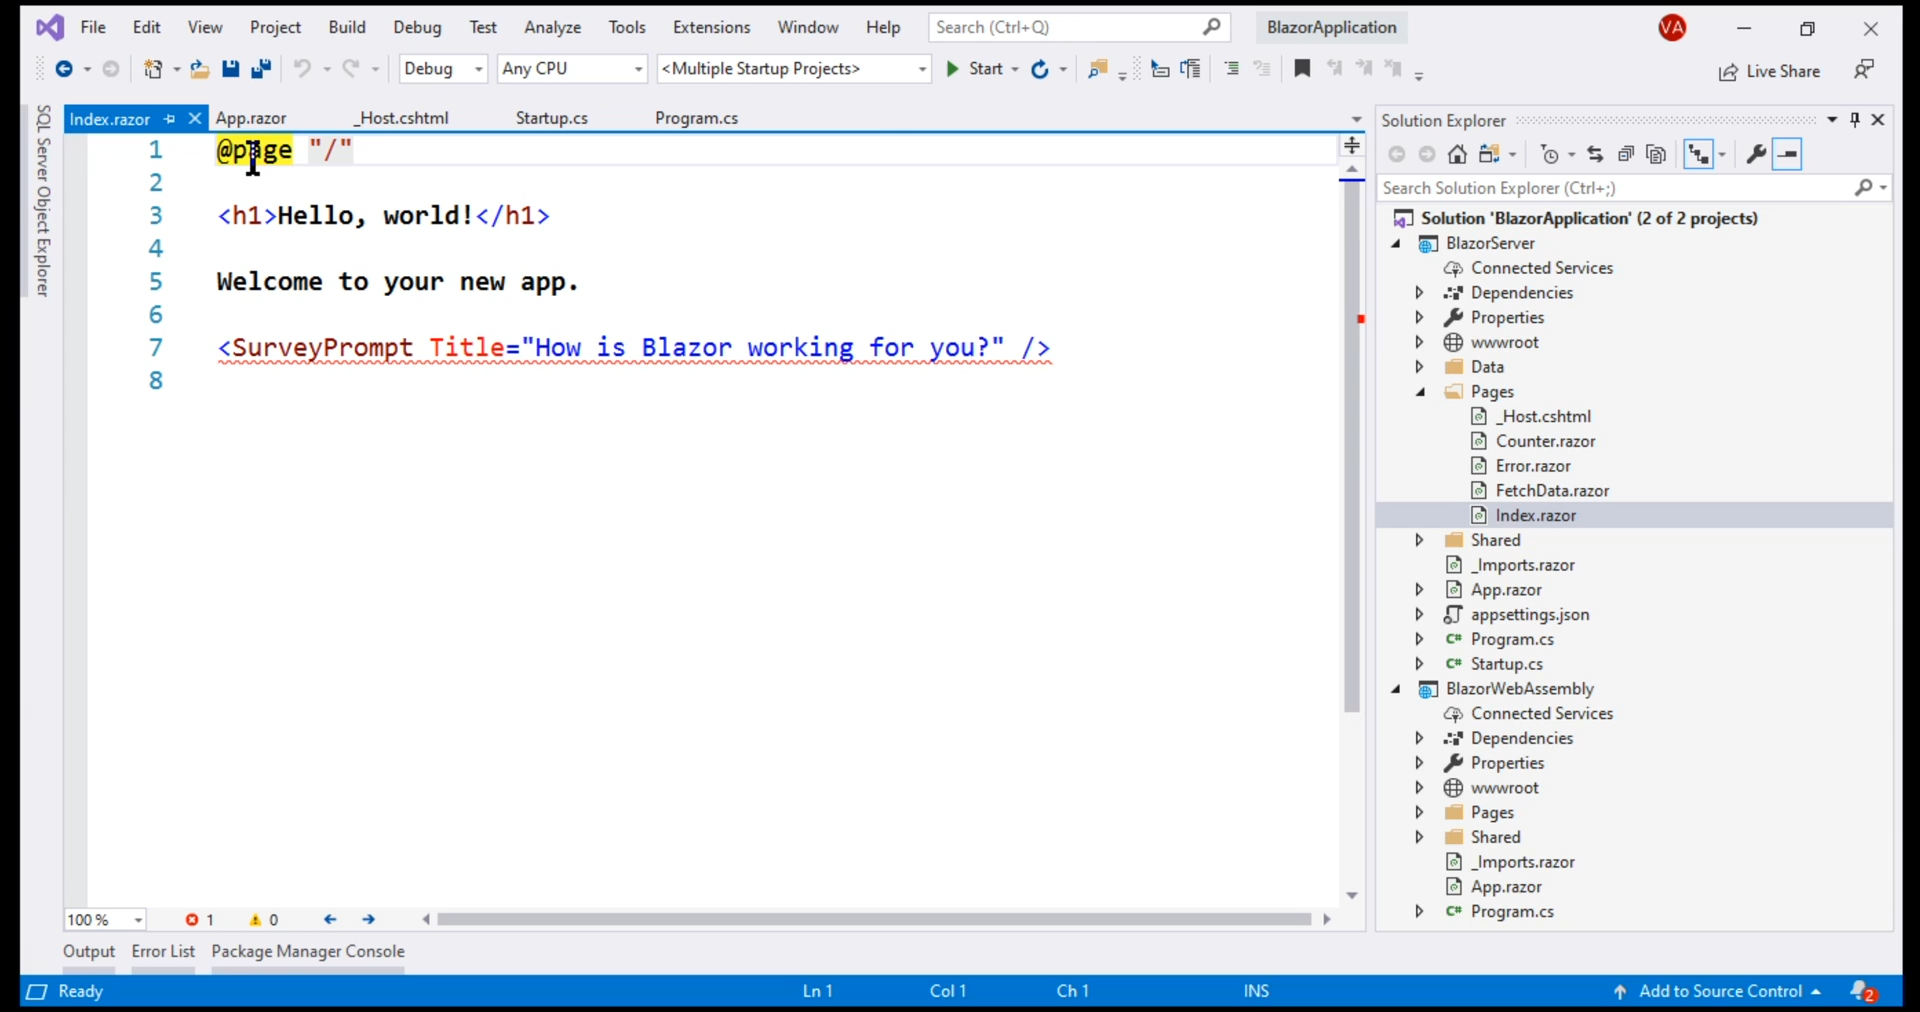 File Edit View Project Build Debug Test Analyze Tools Extensions Window Help Search (Ctrl+Q) BlazorApplication VA
Debug Any CPU <Multiple Startup Projects> Start Live Share
SQL Server Object Explorer
Index.razor App.razor _Host.cshtml Startup.cs Program.cs
1 @page "/"
2
3 <h1>Hello, world!</h1>
4
5 Welcome to your new app.
6
7 <SurveyPrompt Title="How is Blazor working for you?" />
8
100 % 1 0
Output Error List Package Manager Console
Solution Explorer
Search Solution Explorer (Ctrl+;)
Solution 'BlazorApplication' (2 of 2 projects)
BlazorServer
Connected Services
Dependencies
Properties
wwwroot
Data
Pages
_Host.cshtml
Counter.razor
Error.razor
FetchData.razor
Index.razor
Shared
_Imports.razor
App.razor
appsettings.json
C# Program.cs
C# Startup.cs
BlazorWebAssembly
Connected Services
Dependencies
Properties
wwwroot
Pages
Shared
_Imports.razor
App.razor
C# Program.cs
Ready Ln 1 Col 1 Ch 1 INS Add to Source Control 2